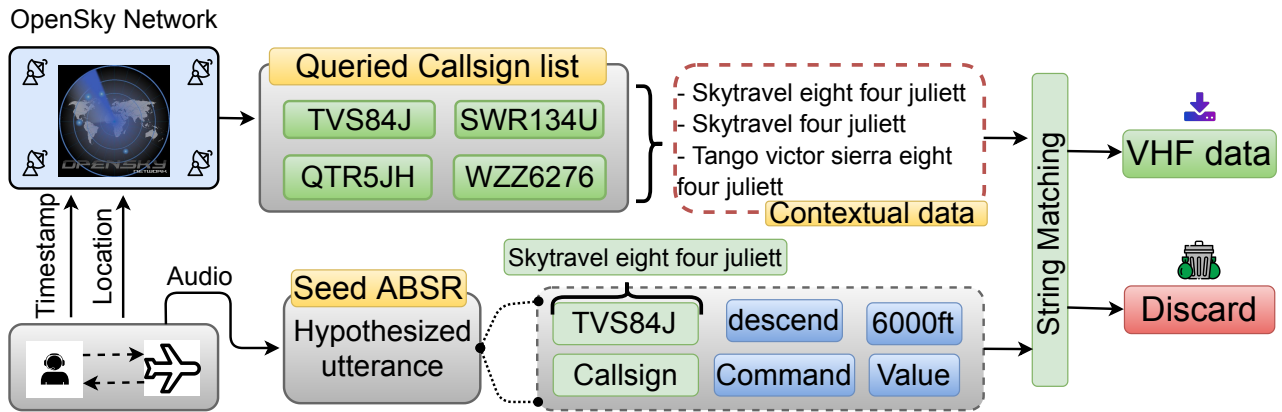 OpenSky Network
OPENSKY
NETWORK
Queried Callsign list
TVS84J
SWR134U
QTR5JH
WZZ6276
- Skytravel eight four juliett
- Skytravel four juliett
- Tango victor sierra eight
four juliett
Contextual data
String Matching
VHF data
Discard
Timestamp
Location
Audio
Seed ABSR
Hypothesized
utterance
Skytravel eight four juliett
TVS84J
descend
6000ft
Callsign
Command
Value